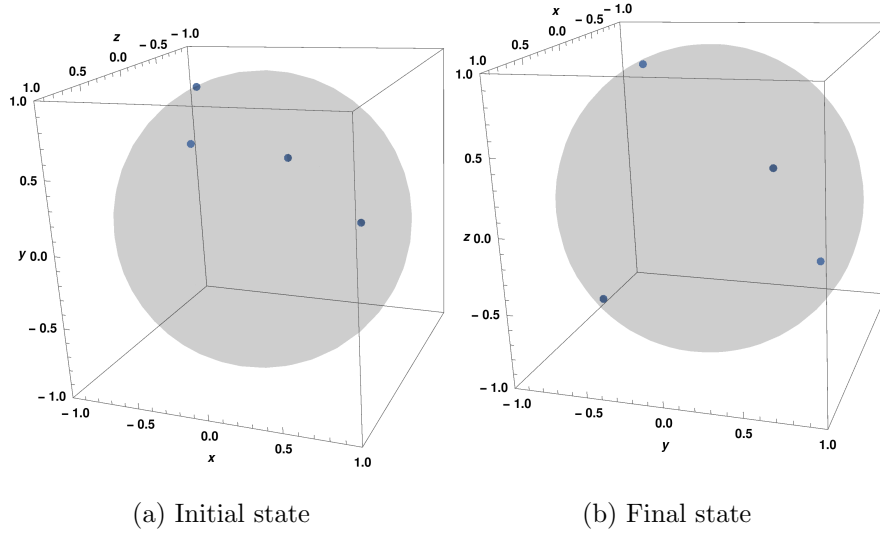 z
1.0 0.5 0.0 − 0.5 − 1.0
1.0
0.5
y 0.0
− 0.5
− 1.0
− 1.0 − 0.5 0.0 0.5 1.0
x
(a) Initial state
x
1.0 0.5 0.0 − 0.5 − 1.0
1.0
0.5
z 0.0
− 0.5
− 1.0
− 1.0 − 0.5 0.0 0.5 1.0
y
(b) Final state